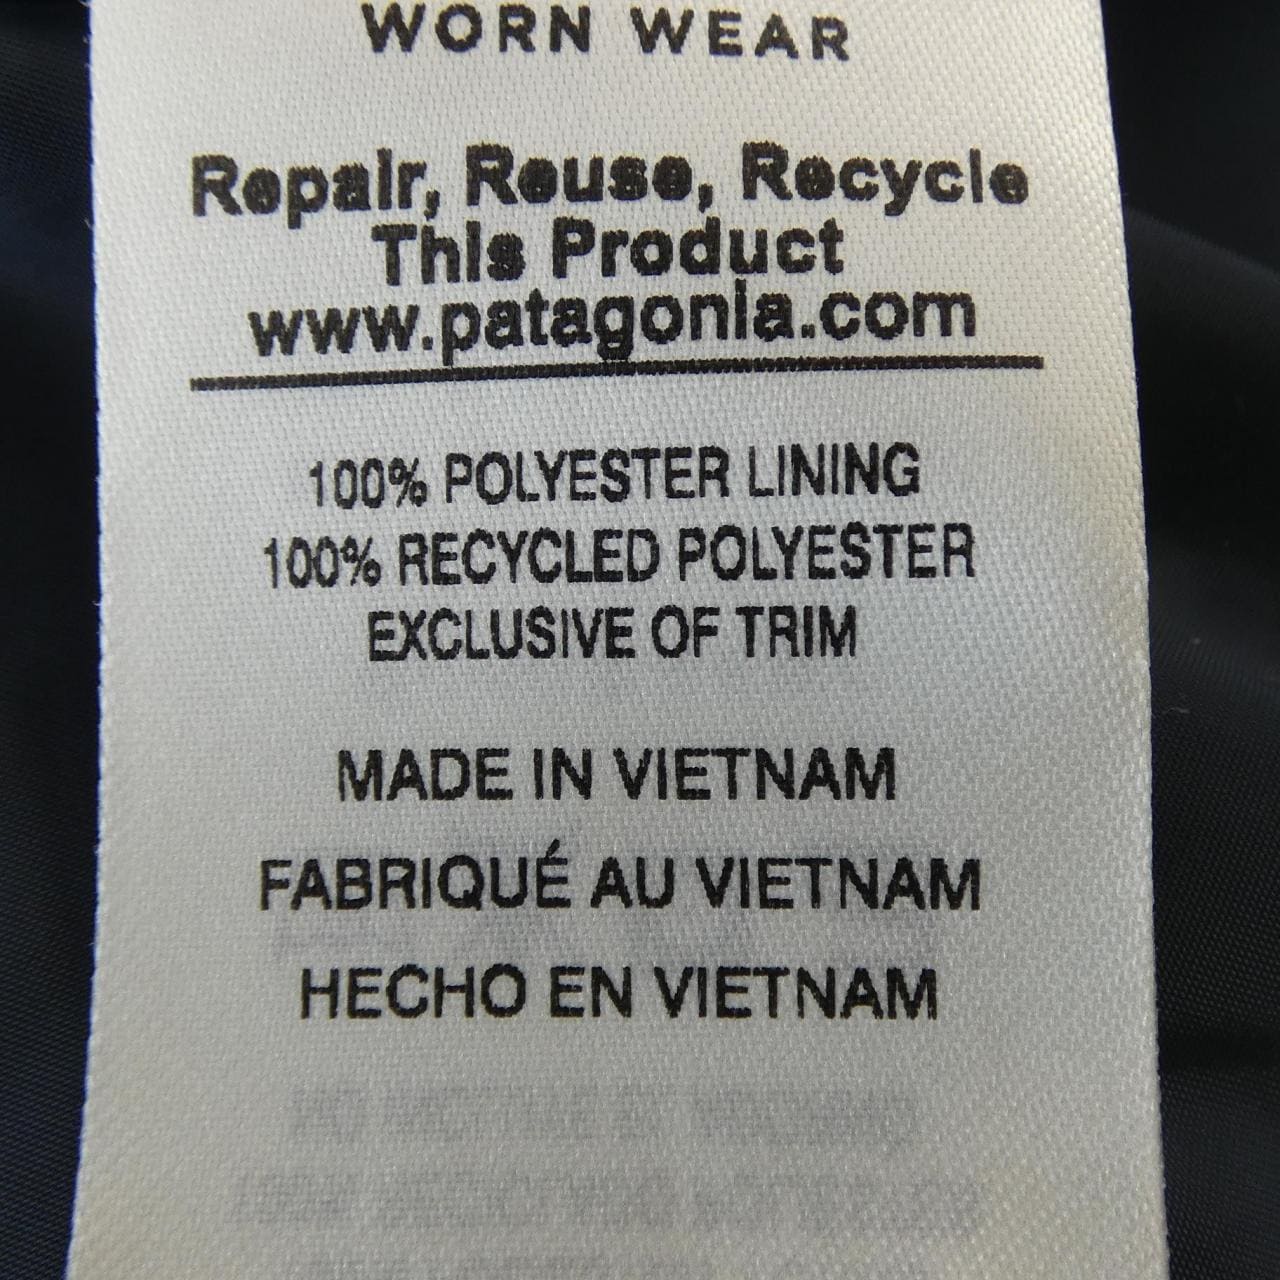 WORN WEAR
Repair, Reuse, Recycle
This Product
www.patagonia.com
100% POLYESTER LINING
100% RECYCLED POLYESTER
EXCLUSIVE OF TRIM
MADE IN VIETNAM
FABRIQUÉ AU VIETNAM
HECHO EN VIETNAM